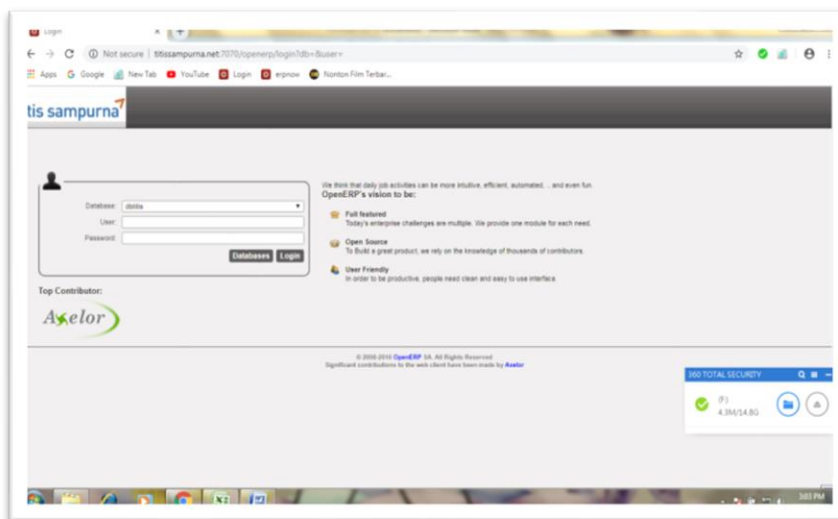 Login
Not secure | titissampurna.net:7070/openerp/login?db=&user=
Apps Google New Tab YouTube Login erpnow Nonton Film Terbar...
tis sampurna
We think that daily job activities can be more intuitive, efficient, automated, .. and even fun.
OpenERP's vision to be:
Full featured
Today's enterprise challenges are multiple. We provide one module for each need.
Open Source
To Build a great product, we rely on the knowledge of thousands of contributors.
User Friendly
In order to be productive, people need clean and easy to use interface.
Database:
User:
Password:
Databases Login
Top Contributor:
Axelor
OpenERP SA. All Rights Reserved.
Significant contributions to the web client have been made by Axelor
360 TOTAL SECURITY
(F:)
4.3M/14.8G
3:03 PM